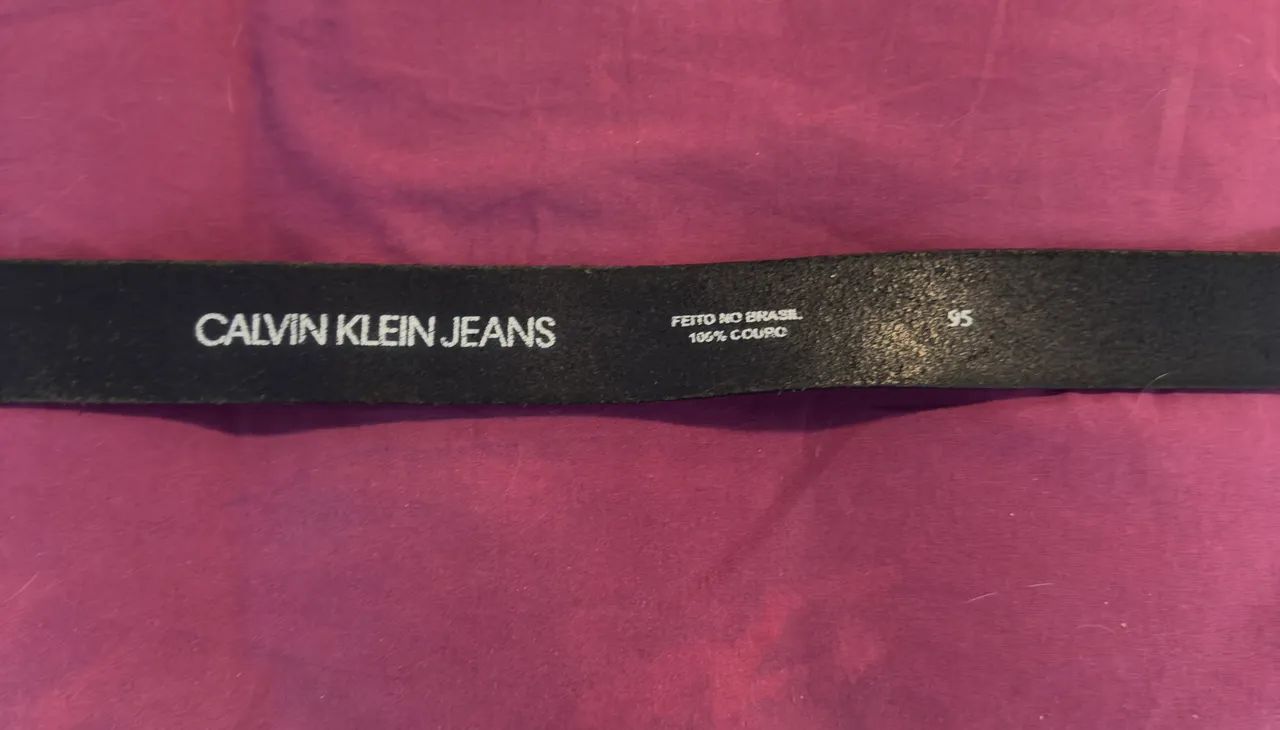 CALVIN KLEIN JEANS
FEITO NO BRASIL
100% COURO
95